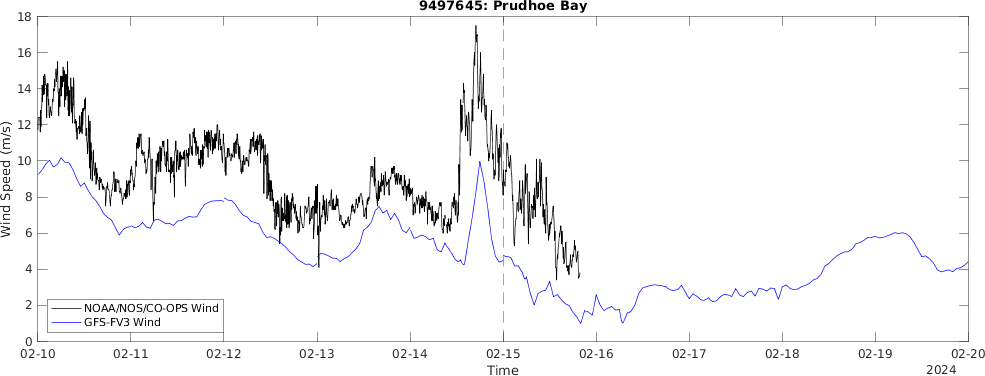 9497645: Prudhoe Bay
18
16
14
12
10
8
6
4
2
0
Wind Speed (m/s)
NOAA/NOS/CO-OPS Wind
GFS-FV3 Wind
02-10 02-11 02-12 02-13 02-14 02-15 02-16 02-17 02-18 02-19 02-20
Time
2024